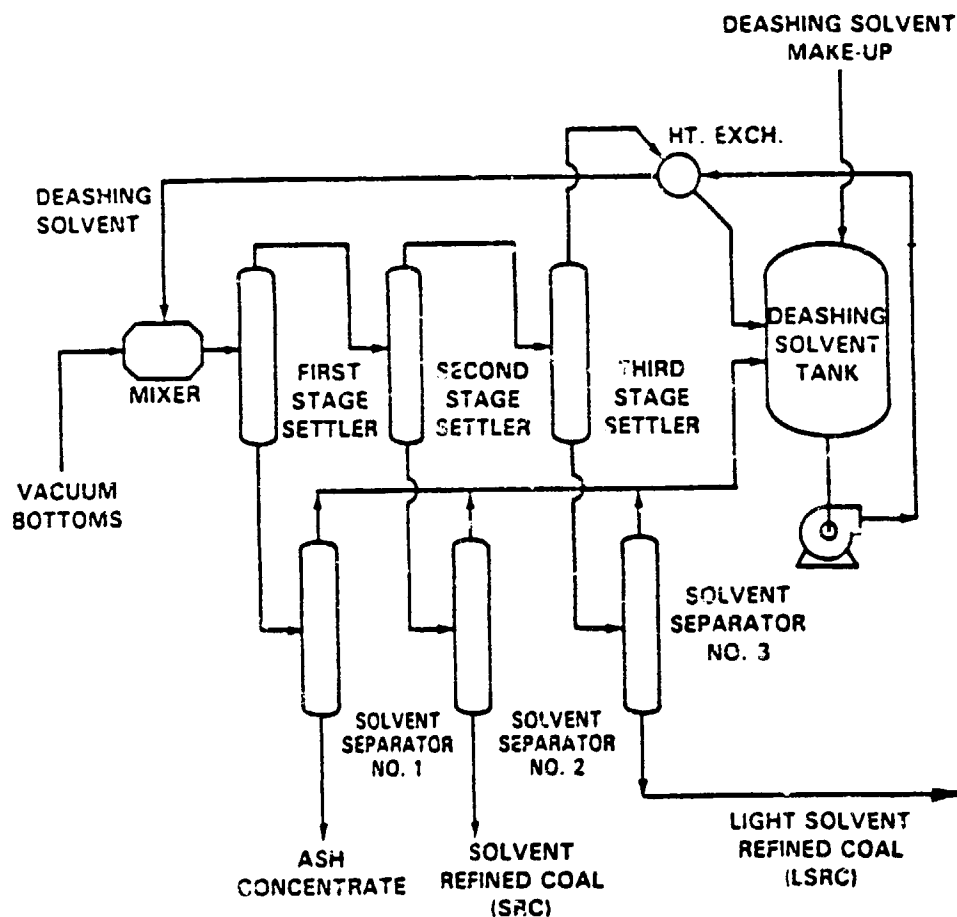 DEASHING SOLVENT
MAKE-UP
HT. EXCH.
DEASHING
SOLVENT
DEASHING
SOLVENT
TANK
MIXER
FIRST
STAGE
SETTLER
SECOND
STAGE
SETTLER
THIRD
STAGE
SETTLER
VACUUM
BOTTOMS
SOLVENT
SEPARATOR
NO. 3
SOLVENT
SEPARATOR
NO. 1
SOLVENT
SEPARATOR
NO. 2
ASH
CONCENTRATE
SOLVENT
REFINED COAL
(SRC)
LIGHT SOLVENT
REFINED COAL
(LSRC)